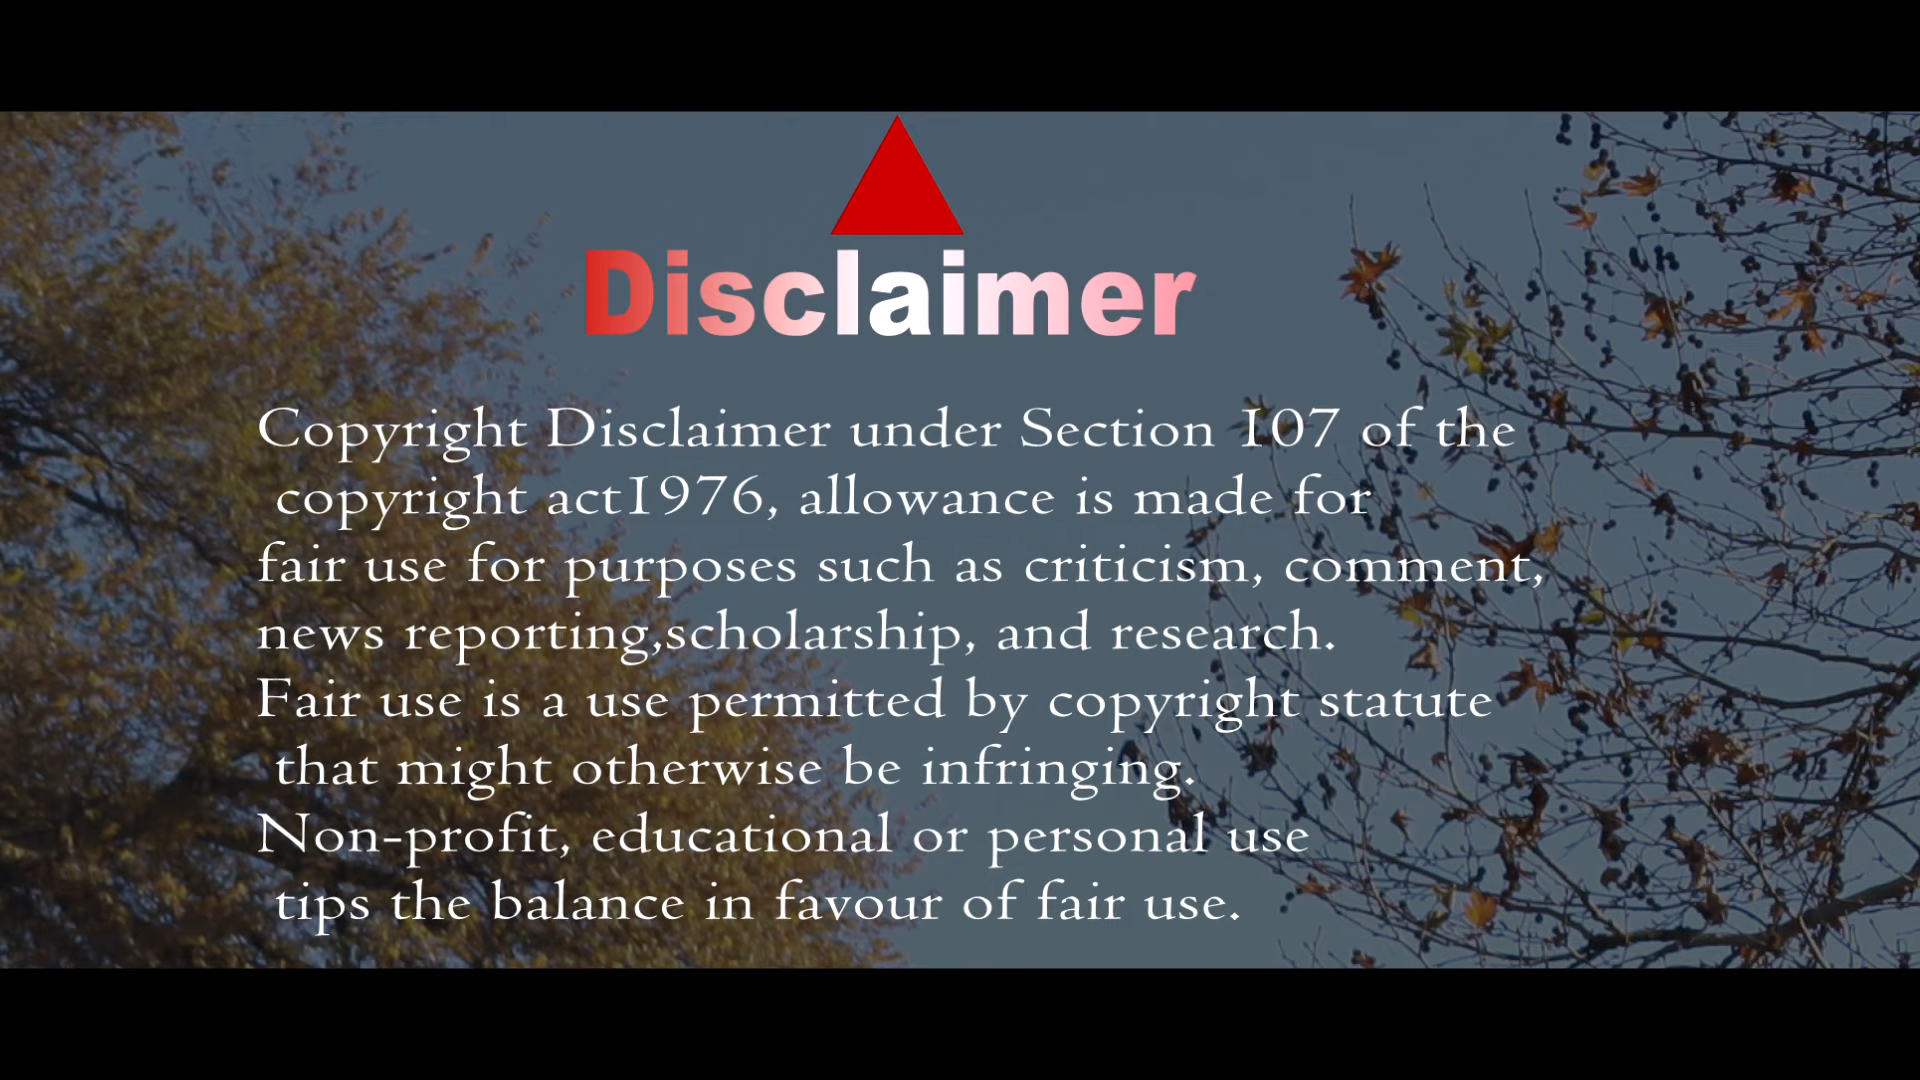 Disclaimer
Copyright Disclaimer under Section 107 of the
copyright act1976, allowance is made for
fair use for purposes such as criticism, comment,
news reporting,scholarship, and research.
Fair use is a use permitted by copyright statute
that might otherwise be infringing.
Non-profit, educational or personal use
tips the balance in favour of fair use.